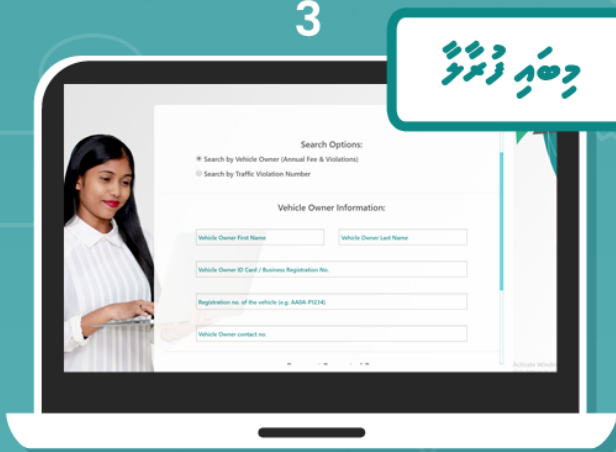 3
މިބައި ފުރާލާ
Search Options:
Search by Vehicle Owner (Annual Fee & Violations)
Search by Traffic Violation Number
Vehicle Owner Information:
Vehicle Owner First Name
Vehicle Owner Last Name
Vehicle Owner ID Card / Business Registration No.
Registration no. of the vehicle (e.g. AA0A-P1234)
Vehicle Owner contact no.
Activate Windo